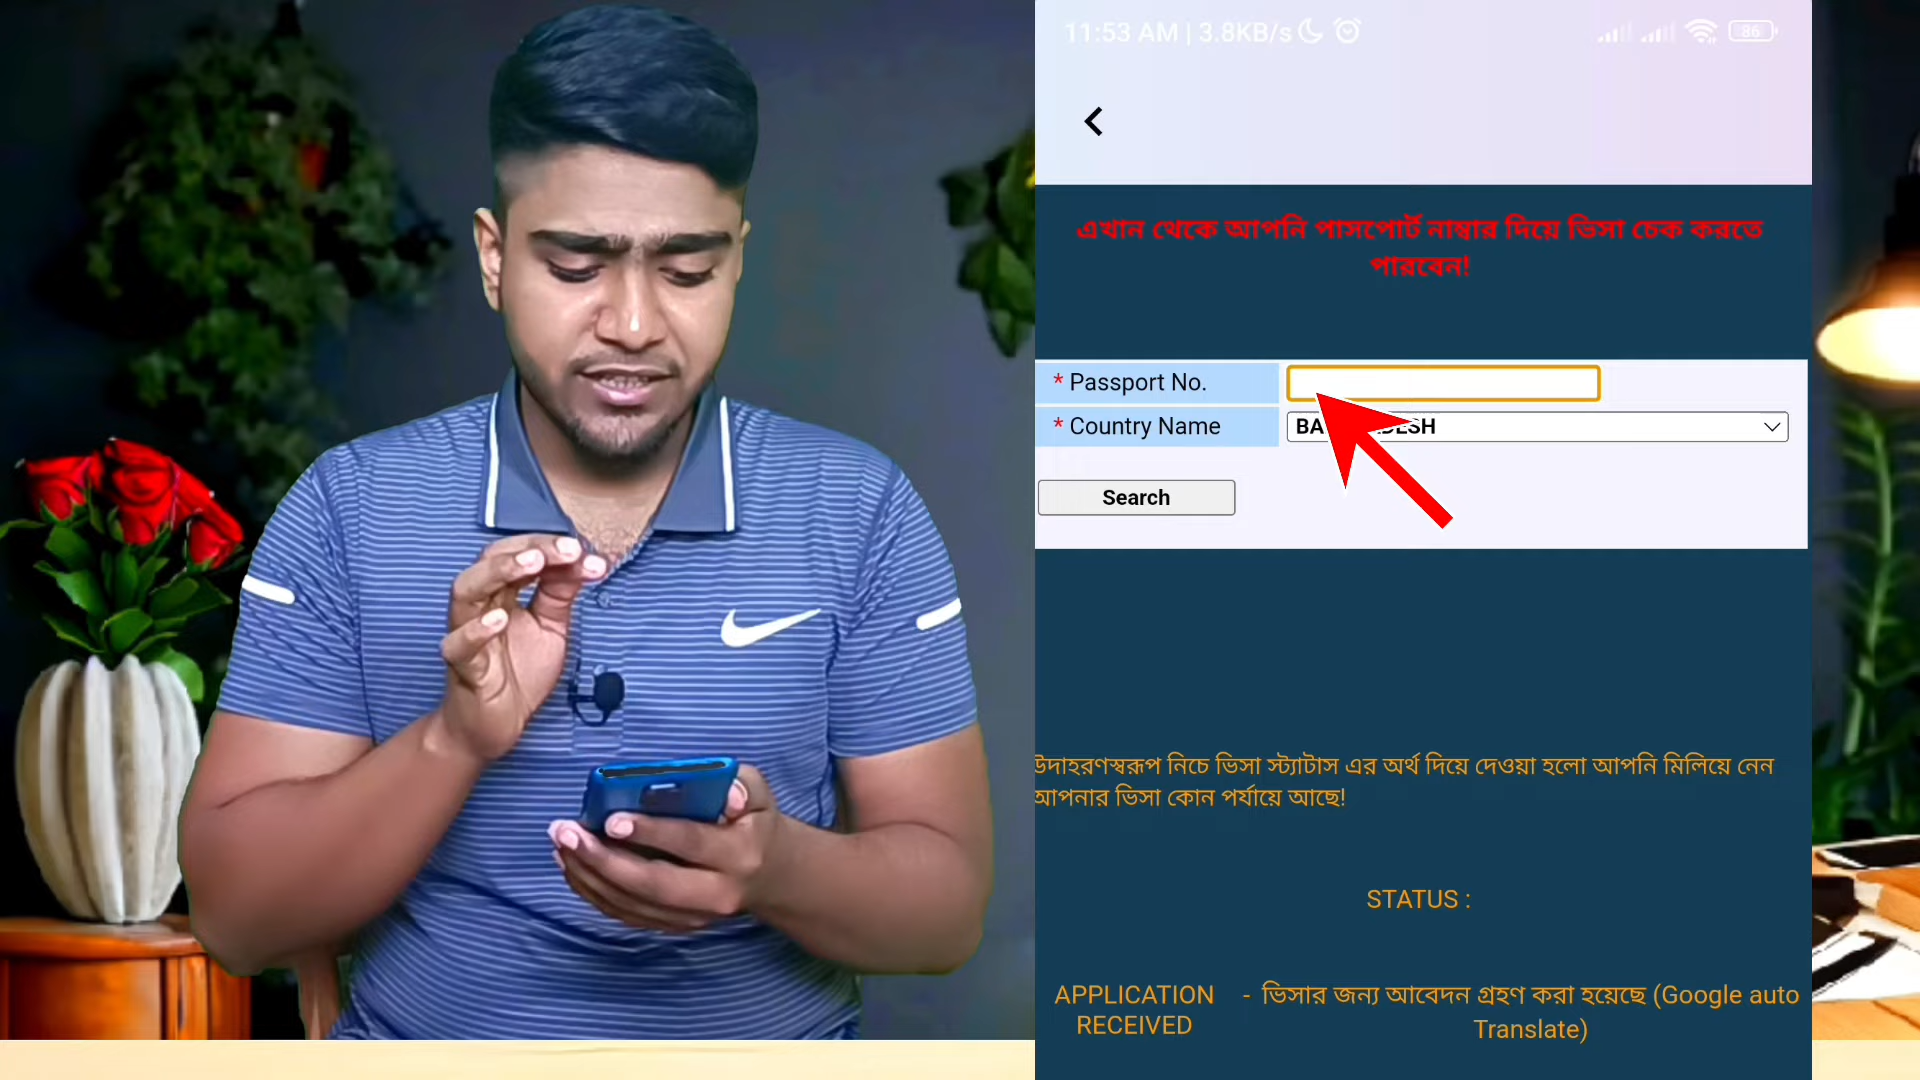 11:53 AM | 3.8KB/s
86
এখান থেকে আপনি পাসপোর্ট নাম্বার দিয়ে ভিসা চেক করতে
পারবেন!
* Passport No.
* Country Name
Search
উদাহরণস্বরূপ নিচে ভিসা স্ট্যাটাস এর অর্থ দিয়ে দেওয়া হলো আপনি মিলিয়ে নেন
আপনার ভিসা কোন পর্যায়ে আছে!
STATUS :
APPLICATION RECEIVED - ভিসার জন্য আবেদন গ্রহণ করা হয়েছে (Google auto
Translate)